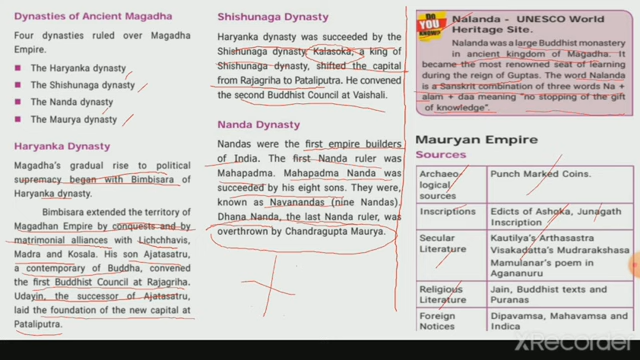 Dynasties of Ancient Magadha
Four dynasties ruled over Magadha
Empire.
The Haryanka dynasty
The Shishunaga dynasty
The Nanda dynasty
The Maurya dynasty
Haryanka Dynasty
Magadha's gradual rise to political
supremacy began with Bimbisara
of Haryanka dynasty.
Bimbisara extended the territory of
Magadhan Empire by conquests and by
matrimonial alliances with Lichchhavis,
Madra and Kosala. His son Ajatasatru,
a contemporary of Buddha, convened
the first Buddhist Council at Rajagriha.
Udayin, the successor of Ajatasatru,
laid the foundation of the new capital at
Pataliputra.
Shishunaga Dynasty
Haryanka dynasty was succeeded by the
Shishunaga dynasty. Kalasoka, a king of
Shishunaga dynasty, shifted the capital
from Rajagriha to Pataliputra. He convened
the second Buddhist Council at Vaishali.
Nanda Dynasty
Nandas were the first empire builders
of India. The first Nanda ruler was
Mahapadma. Mahapadma Nanda was
succeeded by his eight sons. They were,
known as Navanandas (nine Nandas)
Dhana Nanda, the last Nanda ruler, was
overthrown by Chandragupta Maurya.
DO YOU KNOW?
Nalanda - UNESCO World
Heritage Site.
Nalanda was a large Buddhist monastery
in ancient kingdom of Magadha. It
became the most renowned seat of learning
during the reign of Guptas. The word Nalanda
is a Sanskrit combination of three words Na +
alam + daa meaning "no stopping of the gift
of knowledge".
Mauryan Empire
Sources
Archaeo- Punch Marked Coins.
logical
sources
Inscriptions Edicts of Ashoka, Junagath
Inscription
Secular Kautilya's Arthasastra
Literature Visakadatta's Mudrarakshasa
Mamulanar's poem in
Agananuru
Religious Jain, Buddhist texts and
Literature Puranas
Foreign Dipavamsa, Mahavamsa and
Notices Indica
XRecorder